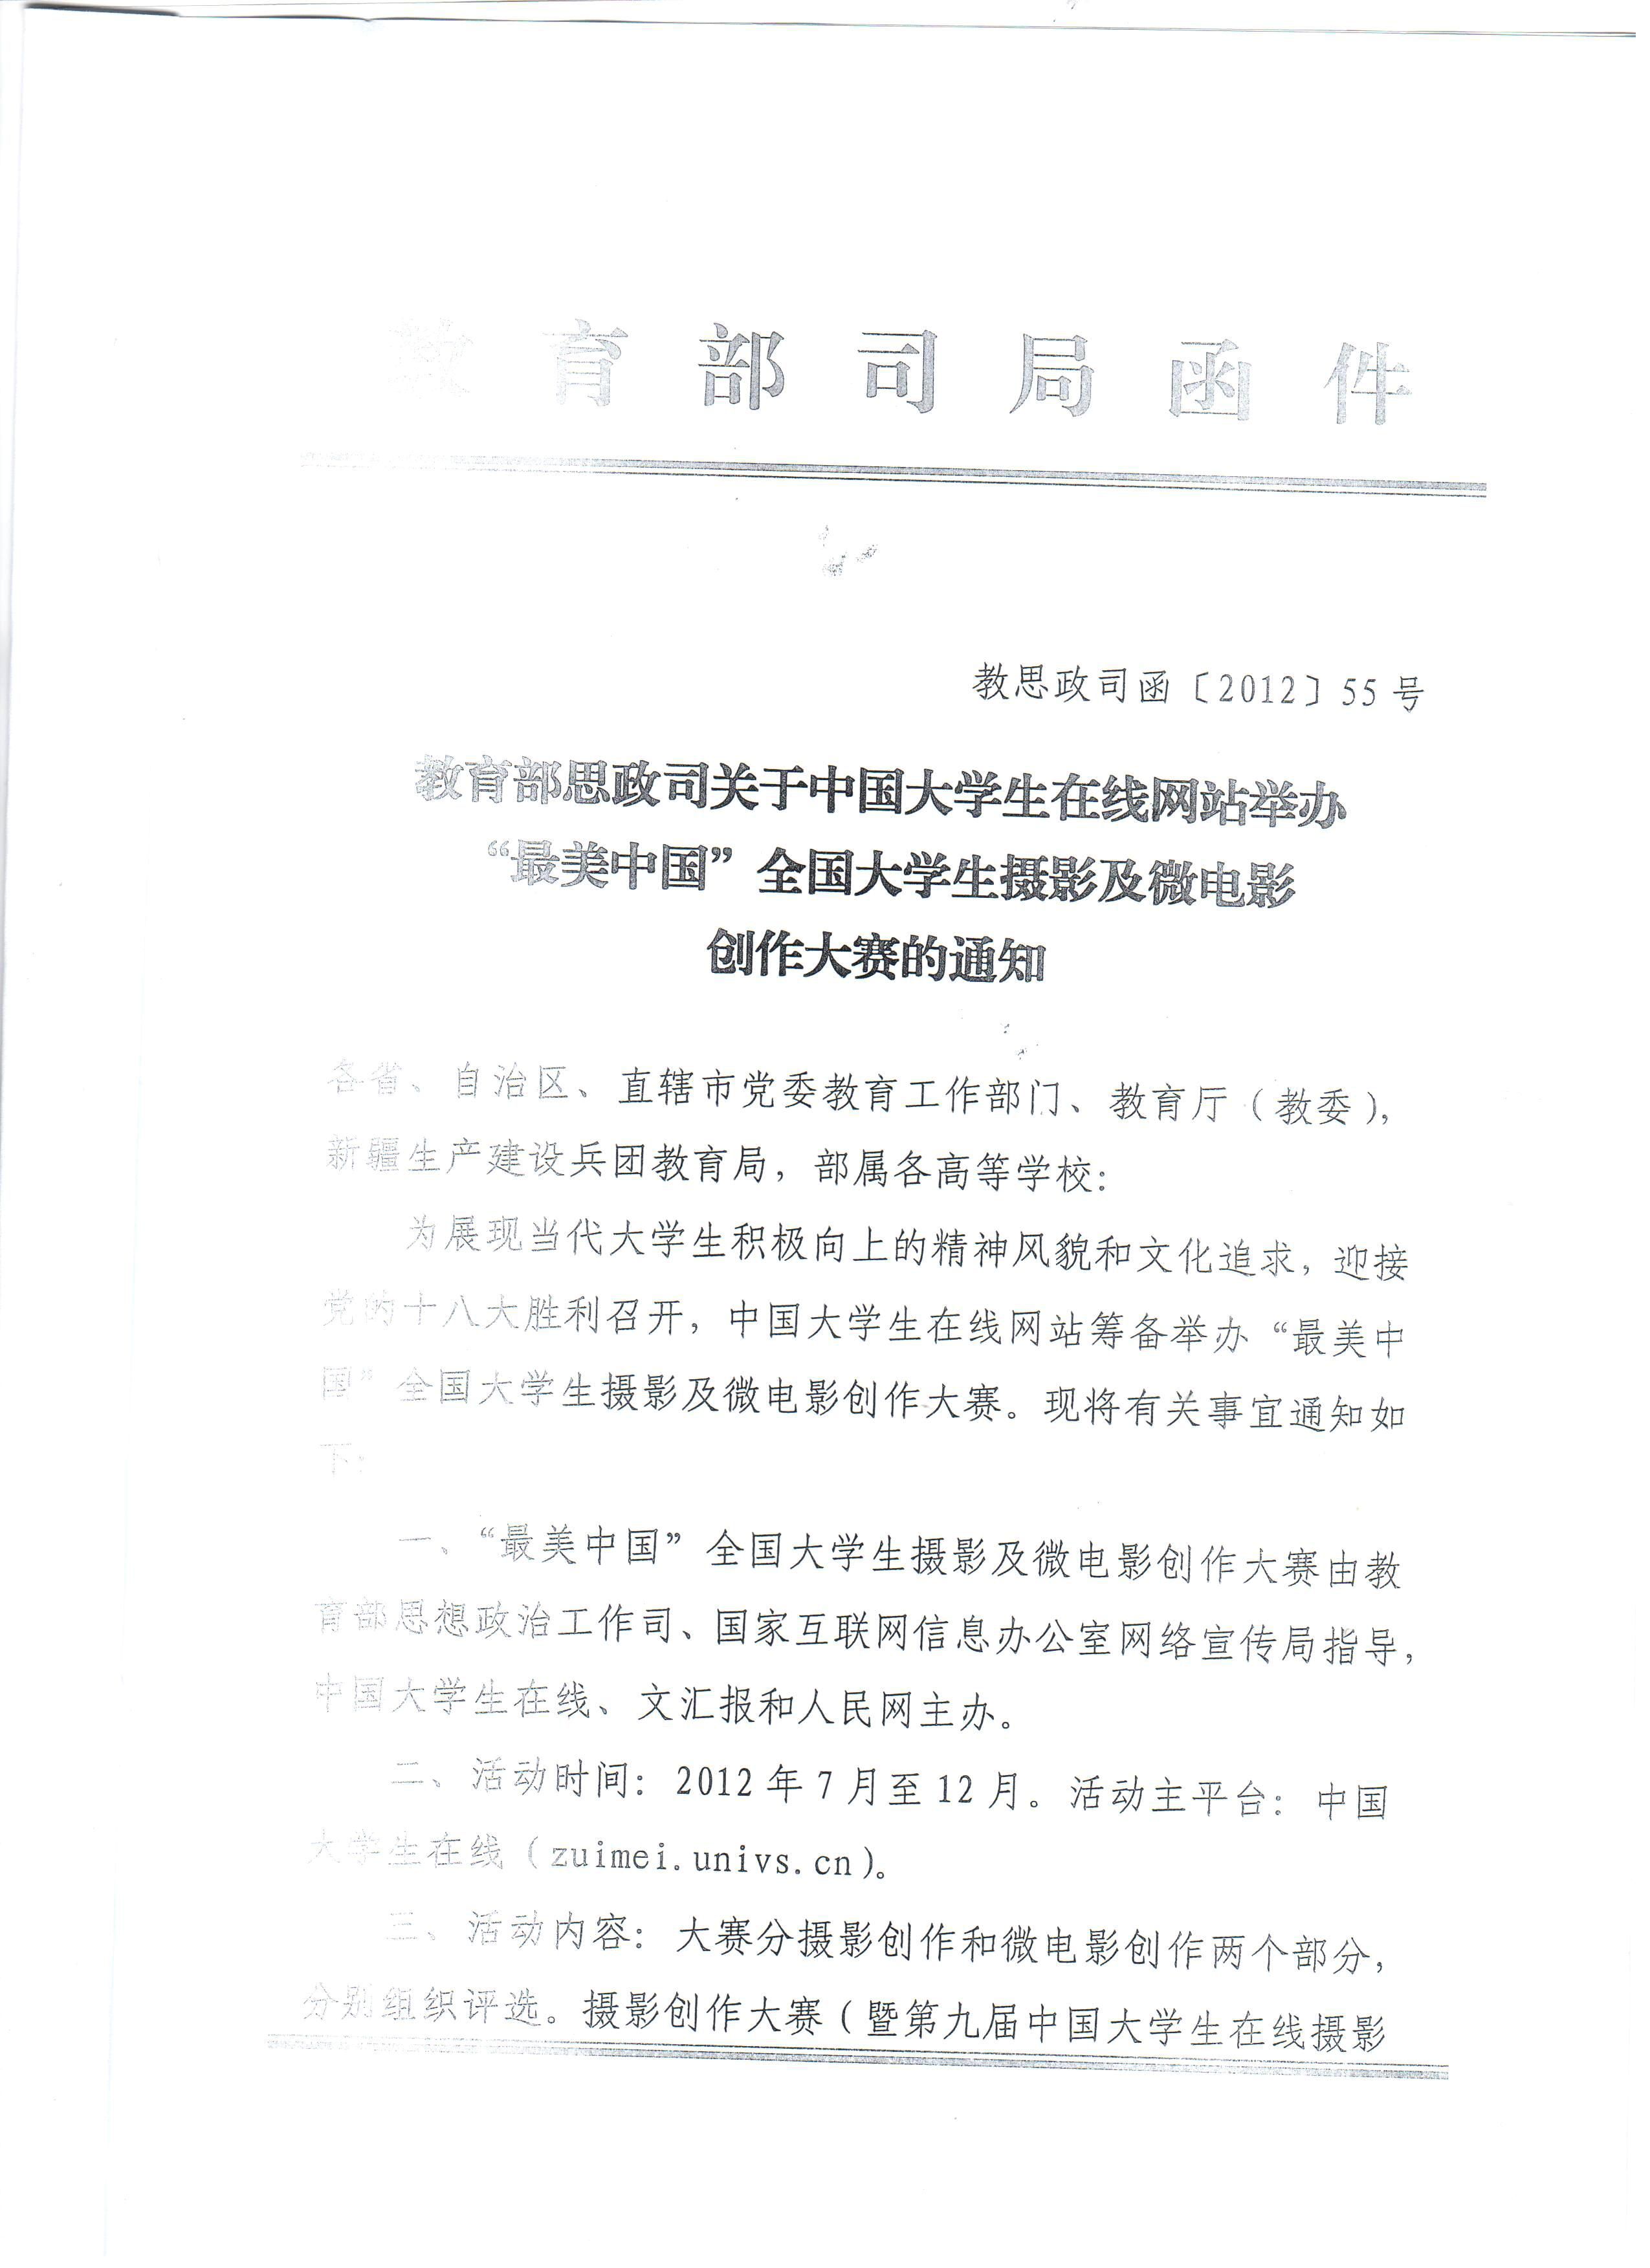 教育部司局函件
教思政司函〔2012〕55号
教育部思政司关于中国大学生在线网站举办
“最美中国”全国大学生摄影及微电影
创作大赛的通知
各省、自治区、直辖市党委教育工作部门、教育厅（教委），
新疆生产建设兵团教育局，部属各高等学校：
为展现当代大学生积极向上的精神风貌和文化追求，迎接
党的十八大胜利召开，中国大学生在线网站筹备举办“最美中
国”全国大学生摄影及微电影创作大赛。现将有关事宜通知如
下：
一、“最美中国”全国大学生摄影及微电影创作大赛由教
育部思想政治工作司、国家互联网信息办公室网络宣传局指导，
中国大学生在线、文汇报和人民网主办。
二、活动时间：2012年7月至12月。活动主平台：中国
大学生在线（zuimei.univs.cn）。
三、活动内容：大赛分摄影创作和微电影创作两个部分，
分别组织评选。摄影创作大赛（暨第九届中国大学生在线摄影